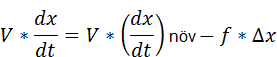 V * dx/dt = V * (dx/dt) növ − f * Δx